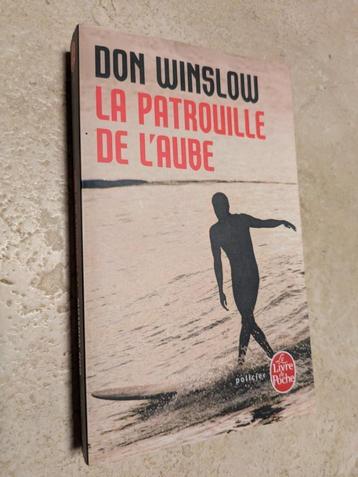 DON WINSLOW
LA PATROUILLE
DE L'AUBE
policier
Le
Livre
de
Poche